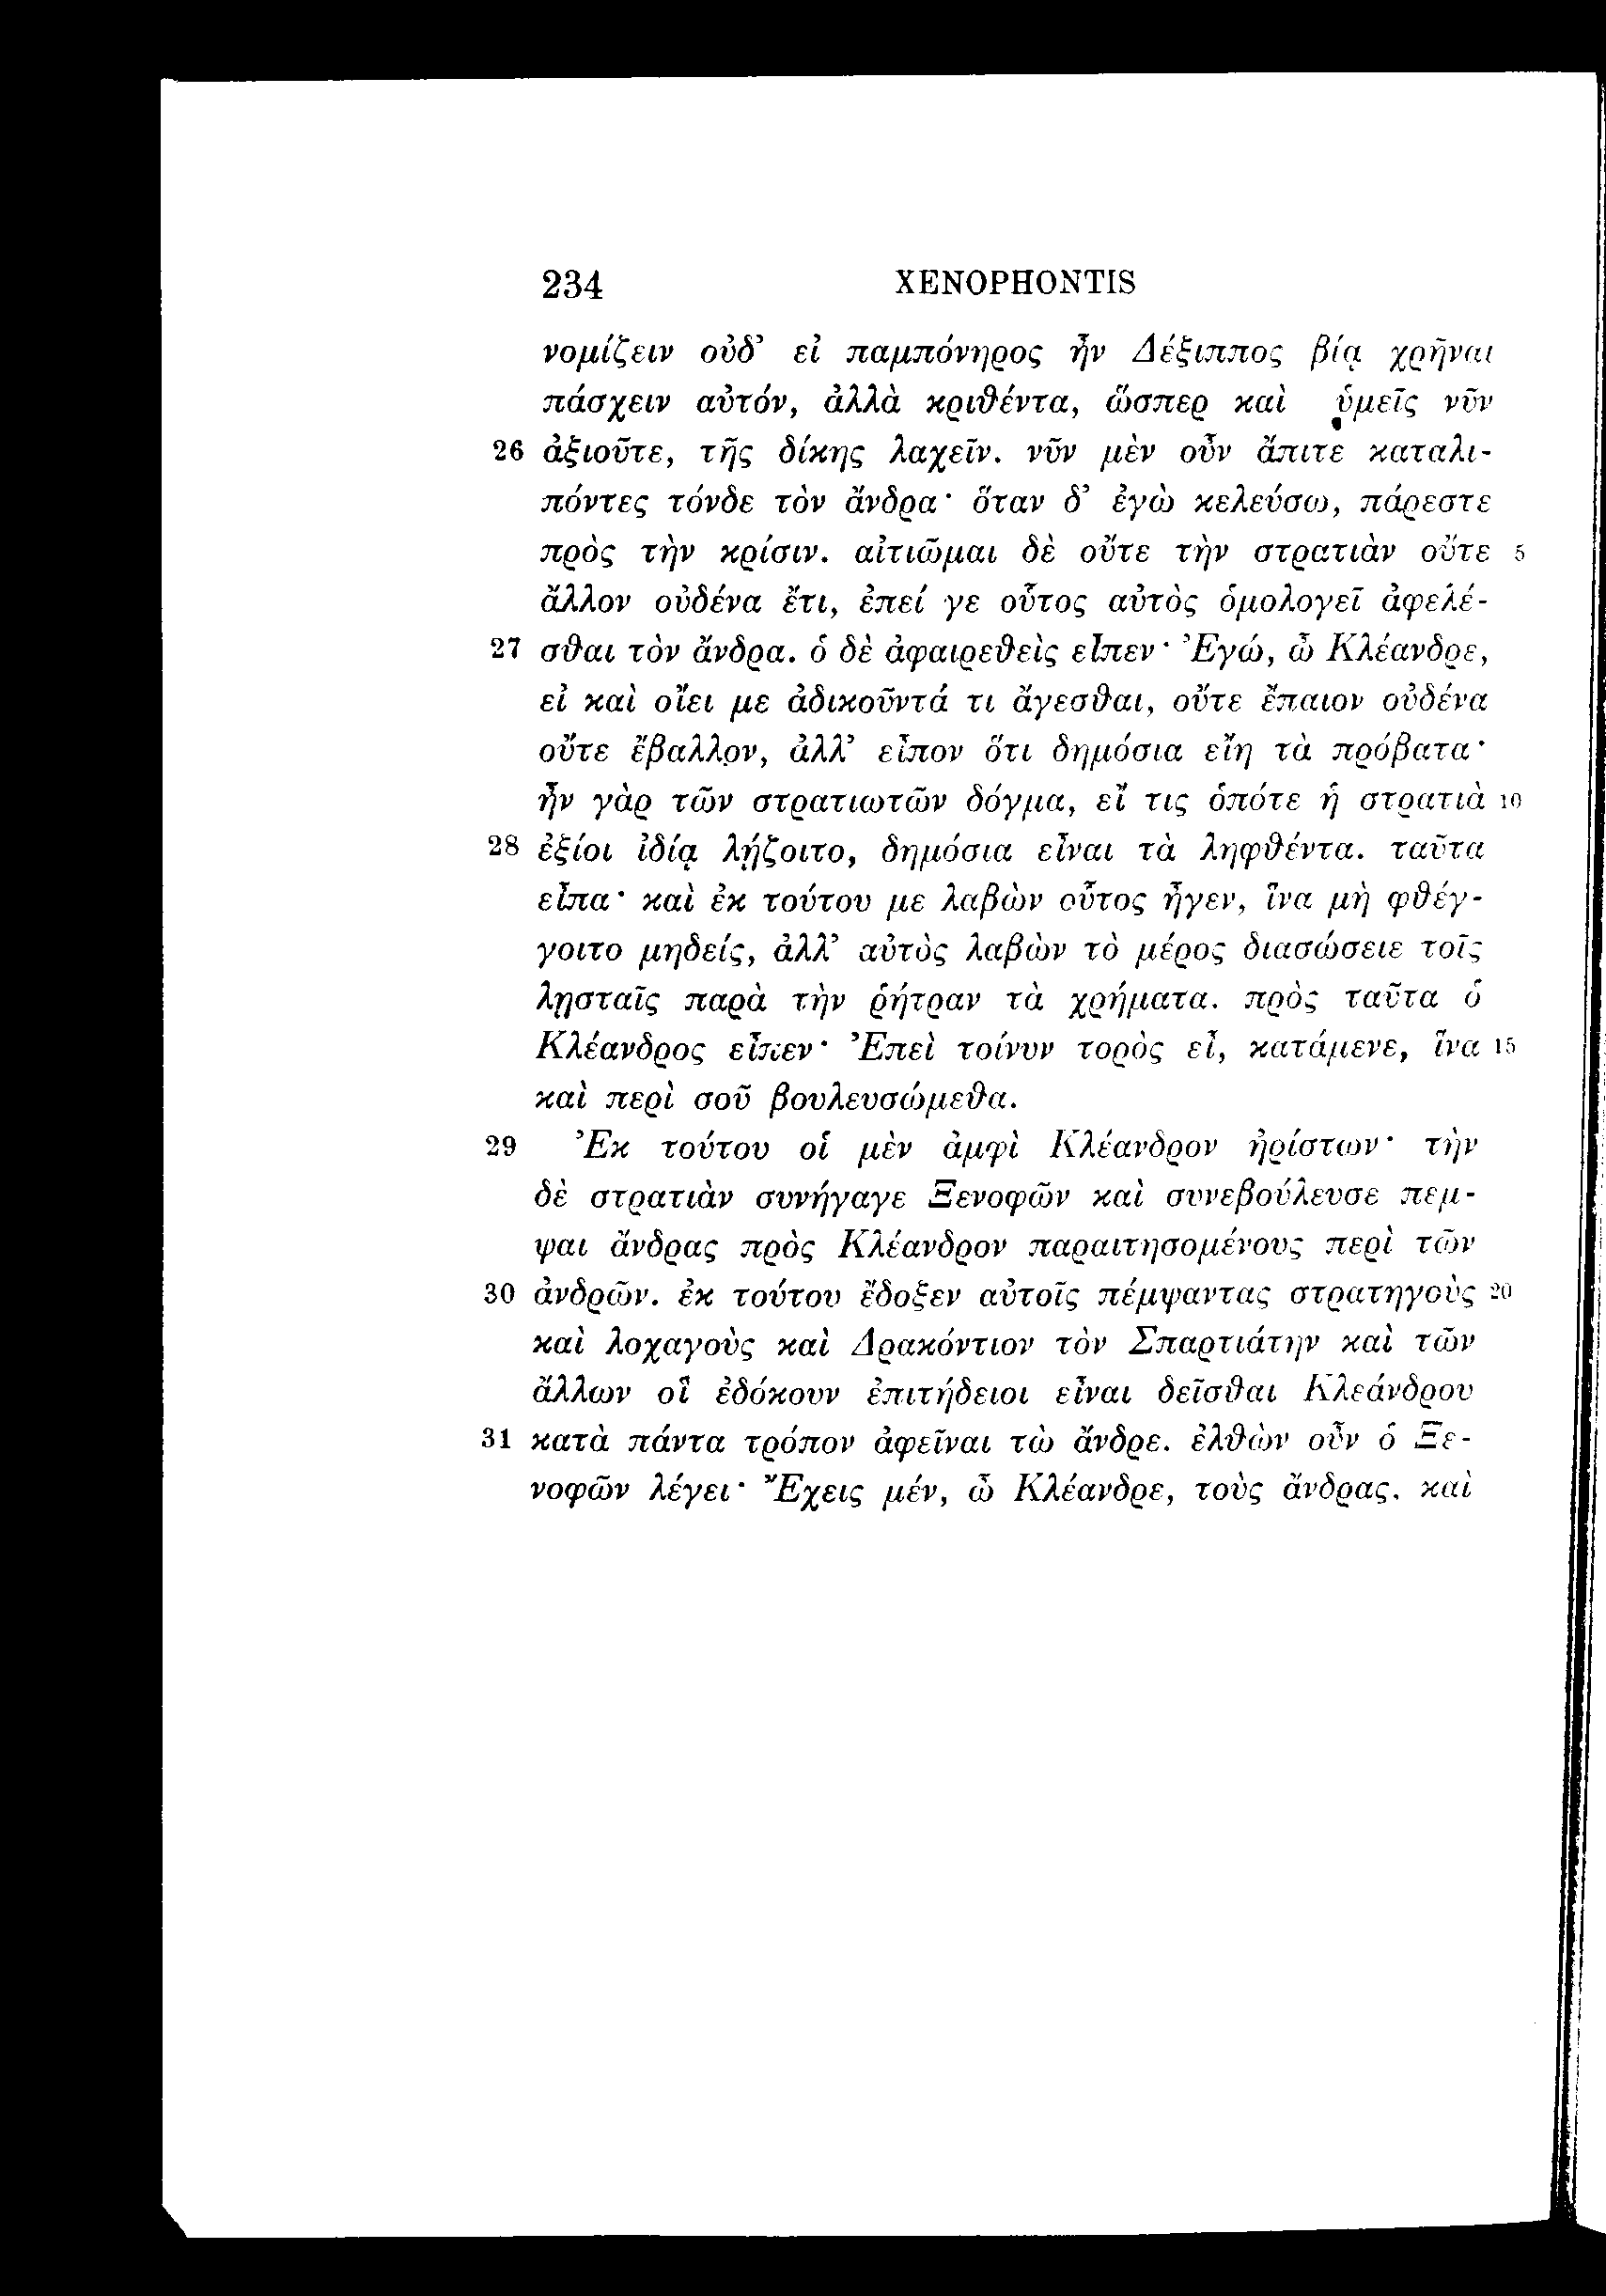 234 XENOPHONTIS
νομίζειν οὐδ’ εἰ παμπόνηρος ἦν Δέξιππος βίᾳ χρῆναι
πάσχειν αὐτόν, ἀλλὰ κριθέντα, ὥσπερ καὶ ὑμεῖς νῦν
26 ἀξιοῦτε, τῆς δίκης λαχεῖν. νῦν μὲν οὖν ἄπιτε καταλι-
πόντες τόνδε τὸν ἄνδρα· ὅταν δ’ ἐγὼ κελεύσω, πάρεστε
πρὸς τὴν κρίσιν. αἰτιῶμαι δὲ οὔτε τὴν στρατιὰν οὔτε 5
ἄλλον οὐδένα ἔτι, ἐπεί γε οὗτος αὐτὸς ὁμολογεῖ ἀφελέ-
27 σθαι τὸν ἄνδρα. ὁ δὲ ἀφαιρεθεὶς εἶπεν· Ἐγώ, ὦ Κλέανδρε,
εἰ καὶ οἴει με ἀδικοῦντά τι ἄγεσθαι, οὔτε ἔπαιον οὐδένα
οὔτε ἔβαλλον, ἀλλ’ εἶπον ὅτι δημόσια εἴη τὰ πρόβατα·
ἦν γὰρ τῶν στρατιωτῶν δόγμα, εἴ τις ὁπότε ἡ στρατιὰ 10
28 ἐξίοι ἰδίᾳ λῄζοιτο, δημόσια εἶναι τὰ ληφθέντα. ταῦτα
εἶπα· καὶ ἐκ τούτου με λαβὼν οὗτος ἦγεν, ἵνα μὴ φθέγ-
γοιτο μηδείς, ἀλλ’ αὐτὸς λαβὼν τὸ μέρος διασώσειε τοῖς
λῃσταῖς παρὰ τὴν ῥήτραν τὰ χρήματα. πρὸς ταῦτα ὁ
Κλέανδρος εἶπεν· Ἐπεὶ τοίνυν τορὸς εἶ, κατάμενε, ἵνα 15
καὶ περὶ σοῦ βουλευσώμεθα.
29 Ἐκ τούτου οἱ μὲν ἀμφὶ Κλέανδρον ἠρίστων· τὴν
δὲ στρατιὰν συνήγαγε Ξενοφῶν καὶ συνεβούλευσε πεμ-
ψαι ἄνδρας πρὸς Κλέανδρον παραιτησομένους περὶ τῶν
30 ἀνδρῶν. ἐκ τούτου ἔδοξεν αὐτοῖς πέμψαντας στρατηγοὺς 20
καὶ λοχαγοὺς καὶ Δρακόντιον τὸν Σπαρτιάτην καὶ τῶν
ἄλλων οἳ ἐδόκουν ἐπιτήδειοι εἶναι δεῖσθαι Κλεάνδρου
31 κατὰ πάντα τρόπον ἀφεῖναι τὼ ἄνδρε. ἐλθὼν οὖν ὁ Ξε-
νοφῶν λέγει· Ἔχεις μέν, ὦ Κλέανδρε, τοὺς ἄνδρας, καὶ